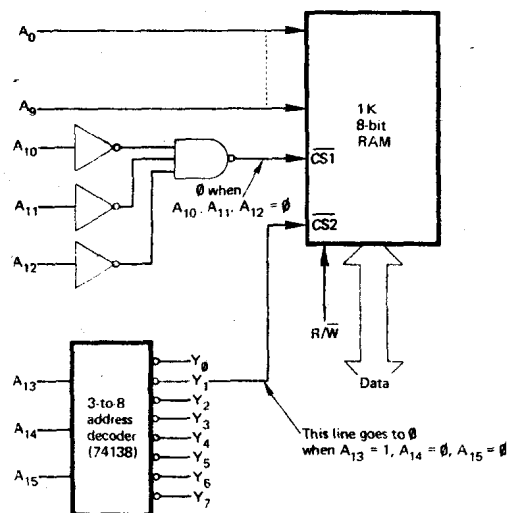 A0
A9
A10
A11
A12
1K
8-bit
RAM
CS1
Ø when
A10, A11, A12 = Ø
CS2
R/W
Data
A13
A14
A15
3-to-8
address
decoder
(74138)
YØ
Y1
Y2
Y3
Y4
Y5
Y6
Y7
This line goes to Ø
when A13 = 1, A14 = Ø, A15 = Ø